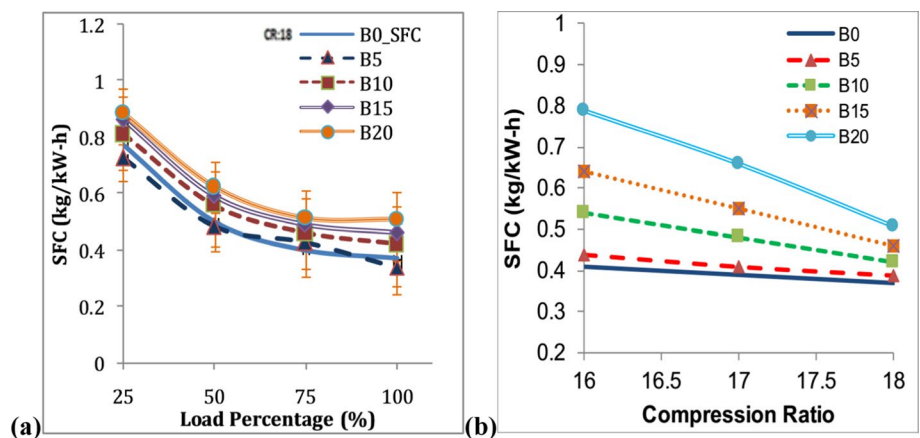 CR:18
B0_SFC
B5
B10
B15
B20
1.2
1
0.8
0.6
0.4
0.2
0
SFC (kg/kW-h)
25 50 75 100
Load Percentage (%)
(a)
B0
B5
B10
B15
B20
1
0.9
0.8
0.7
0.6
0.5
0.4
0.3
0.2
SFC (kg/kW-h)
16 16.5 17 17.5 18
Compression Ratio
(b)